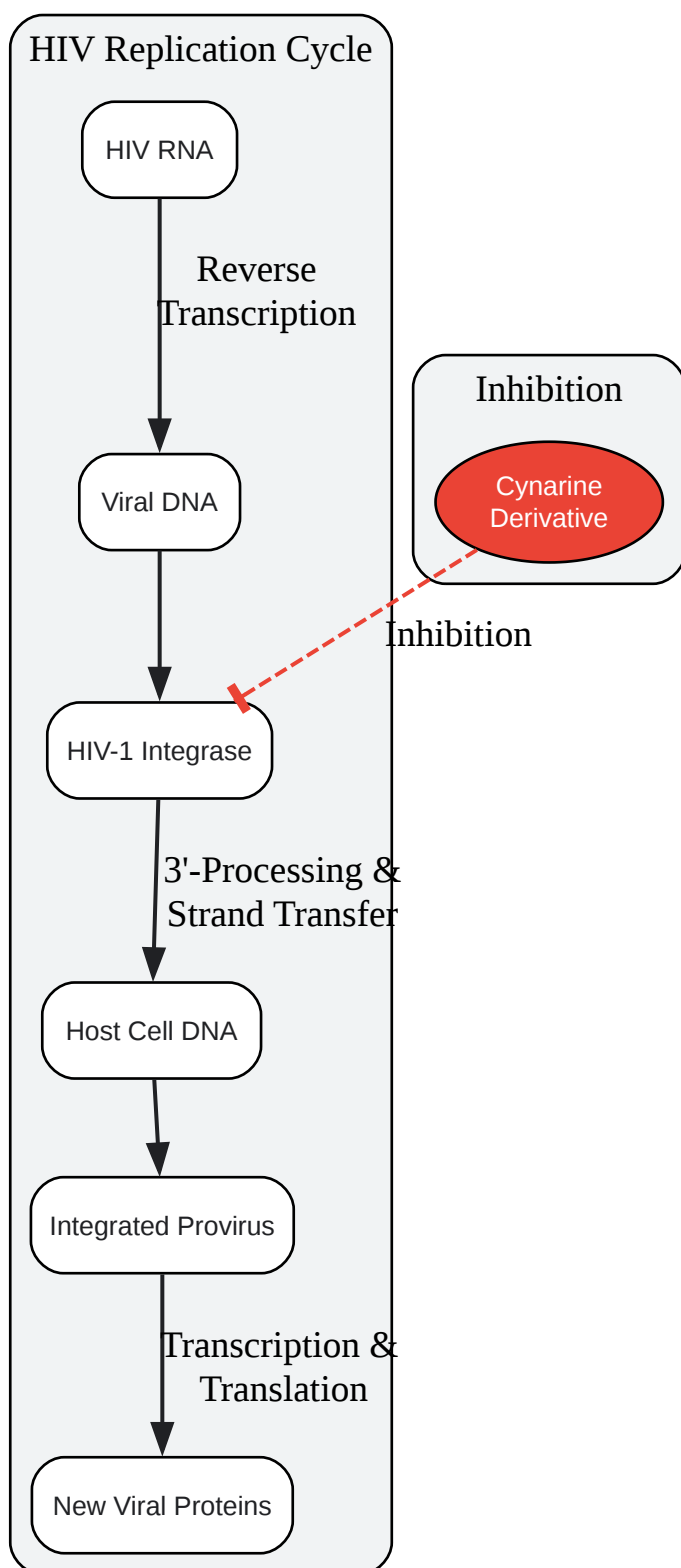 HIV Replication Cycle
HIV RNA
Reverse
Transcription
Viral DNA
Inhibition
Cynarine
Derivative
Inhibition
HIV-1 Integrase
3'-Processing &
Strand Transfer
Host Cell DNA
Integrated Provirus
Transcription &
Translation
New Viral Proteins